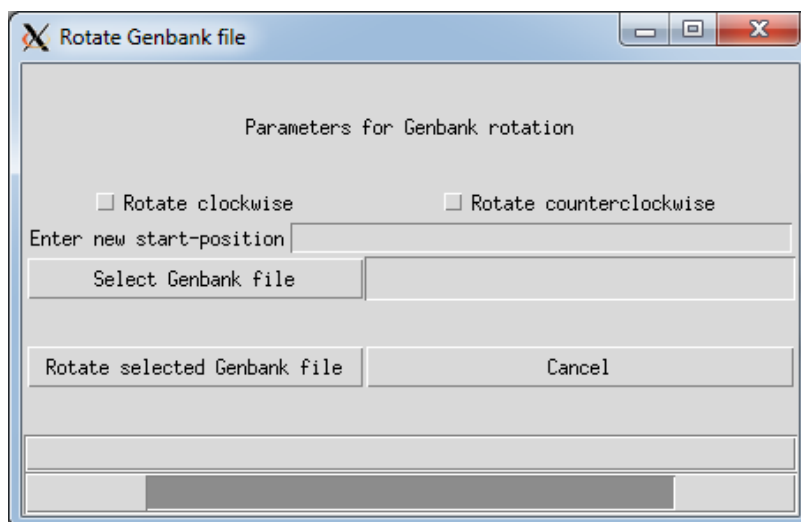 Rotate Genbank file
Parameters for Genbank rotation
Rotate clockwise Rotate counterclockwise
Enter new start-position
Select Genbank file
Rotate selected Genbank file Cancel